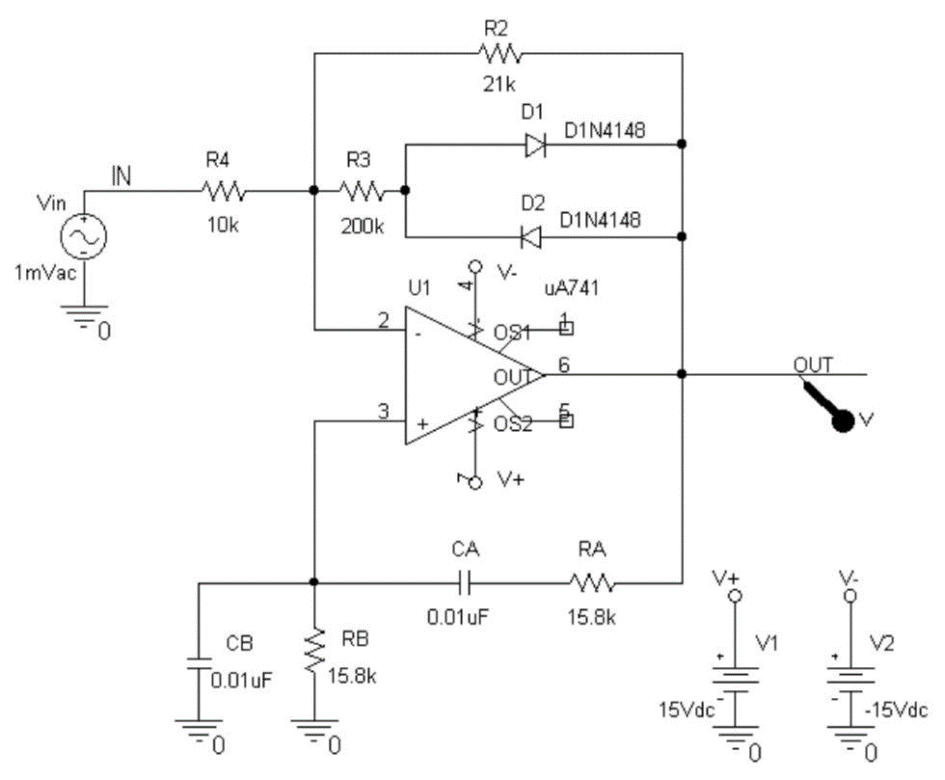 R2
21k
D1
D1N4148
IN
R4
R3
Vin
10k
200k
D2
D1N4148
1mVac
0
U1
4
V-
uA741
2
-
OS1
1
OUT
6
OUT
3
+
OS2
5
V
7
V+
CA
RA
0.01uF
15.8k
V+
V-
CB
0.01uF
RB
15.8k
V1
V2
15Vdc
-15Vdc
0
0
0
0